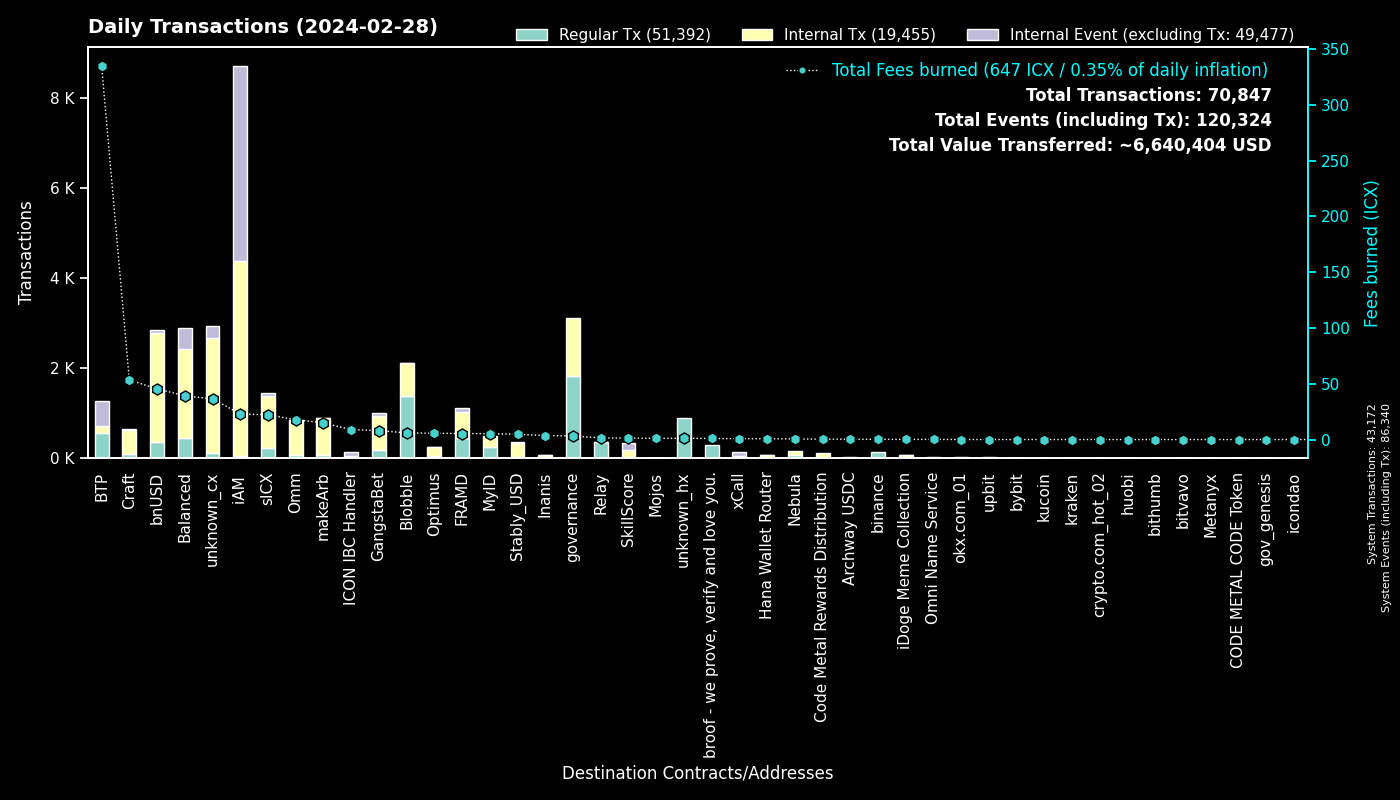 Daily Transactions (2024-02-28)
Regular Tx (51,392)
Internal Tx (19,455)
Internal Event (excluding Tx: 49,477)
Total Fees burned (647 ICX / 0.35% of daily inflation)
Total Transactions: 70,847
Total Events (including Tx): 120,324
Total Value Transferred: ~6,640,404 USD
Transactions
8 K
6 K
4 K
2 K
0 K
350
300
250
200
150
100
50
0
Fees burned (ICX)
System Transactions: 43,172
System Events (including Tx): 86,340
BTP
Craft
bnUSD
Balanced
unknown_cx
iAM
sICX
Omm
makeArb
ICON IBC Handler
GangstaBet
Blobble
Optimus
FRAMD
MyID
Stably_USD
Inanis
governance
Relay
SkillScore
Mojos
unknown_hx
broof - we prove, verify and love you.
xCall
Hana Wallet Router
Nebula
Code Metal Rewards Distribution
Archway USDC
binance
iDoge Meme Collection
Omni Name Service
okx.com_01
upbit
bybit
kucoin
kraken
crypto.com_hot_02
huobi
bithumb
bitvavo
Metanyx
CODE METAL CODE Token
gov_genesis
icondao
Destination Contracts/Addresses